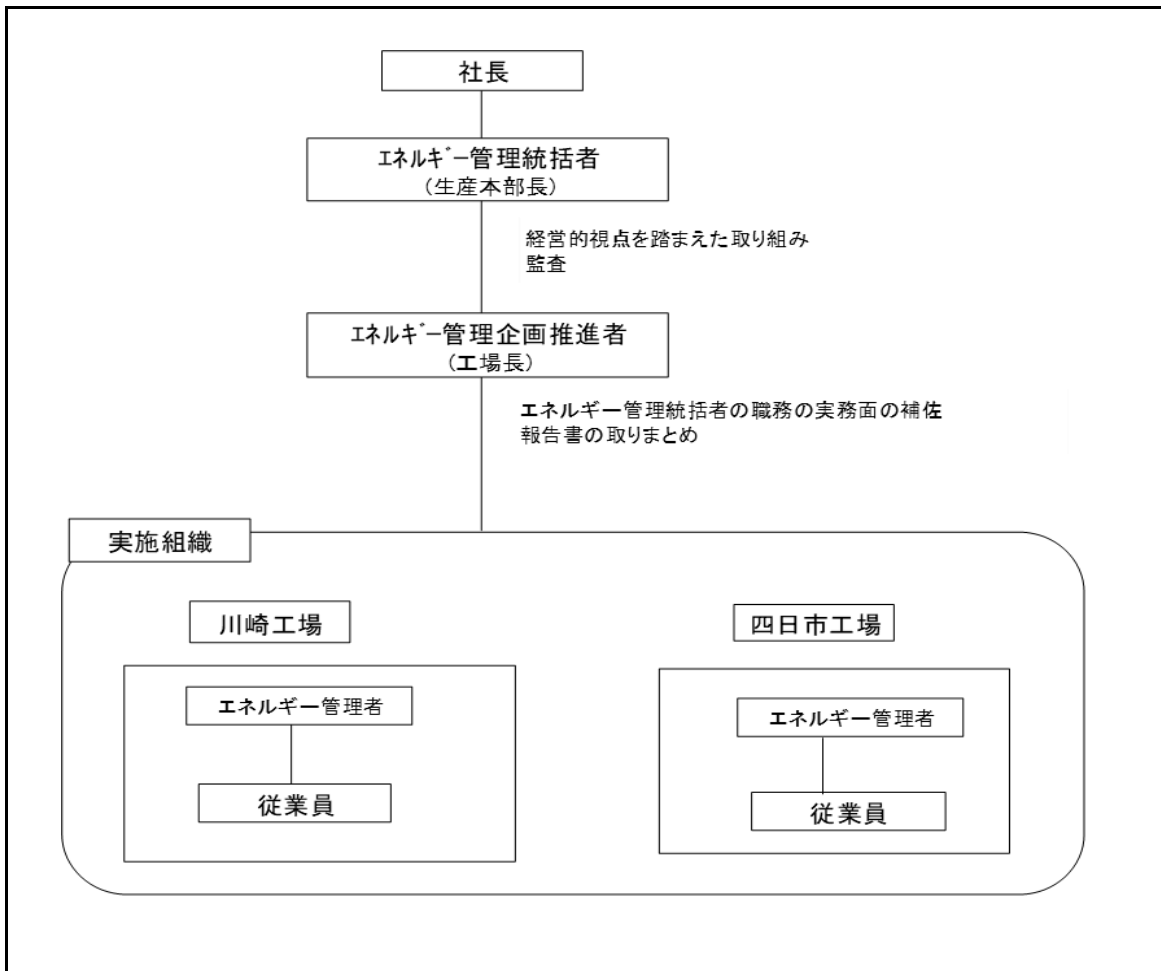 社長
ｴﾈﾙｷﾞｰ管理統括者
（生産本部長）
経営的視点を踏まえた取り組み
監査
ｴﾈﾙｷﾞｰ管理企画推進者
（工場長）
エネルギー管理統括者の職務の実務面の補佐
報告書の取りまとめ
実施組織
川崎工場
四日市工場
エネルギー管理者
エネルギー管理者
従業員
従業員